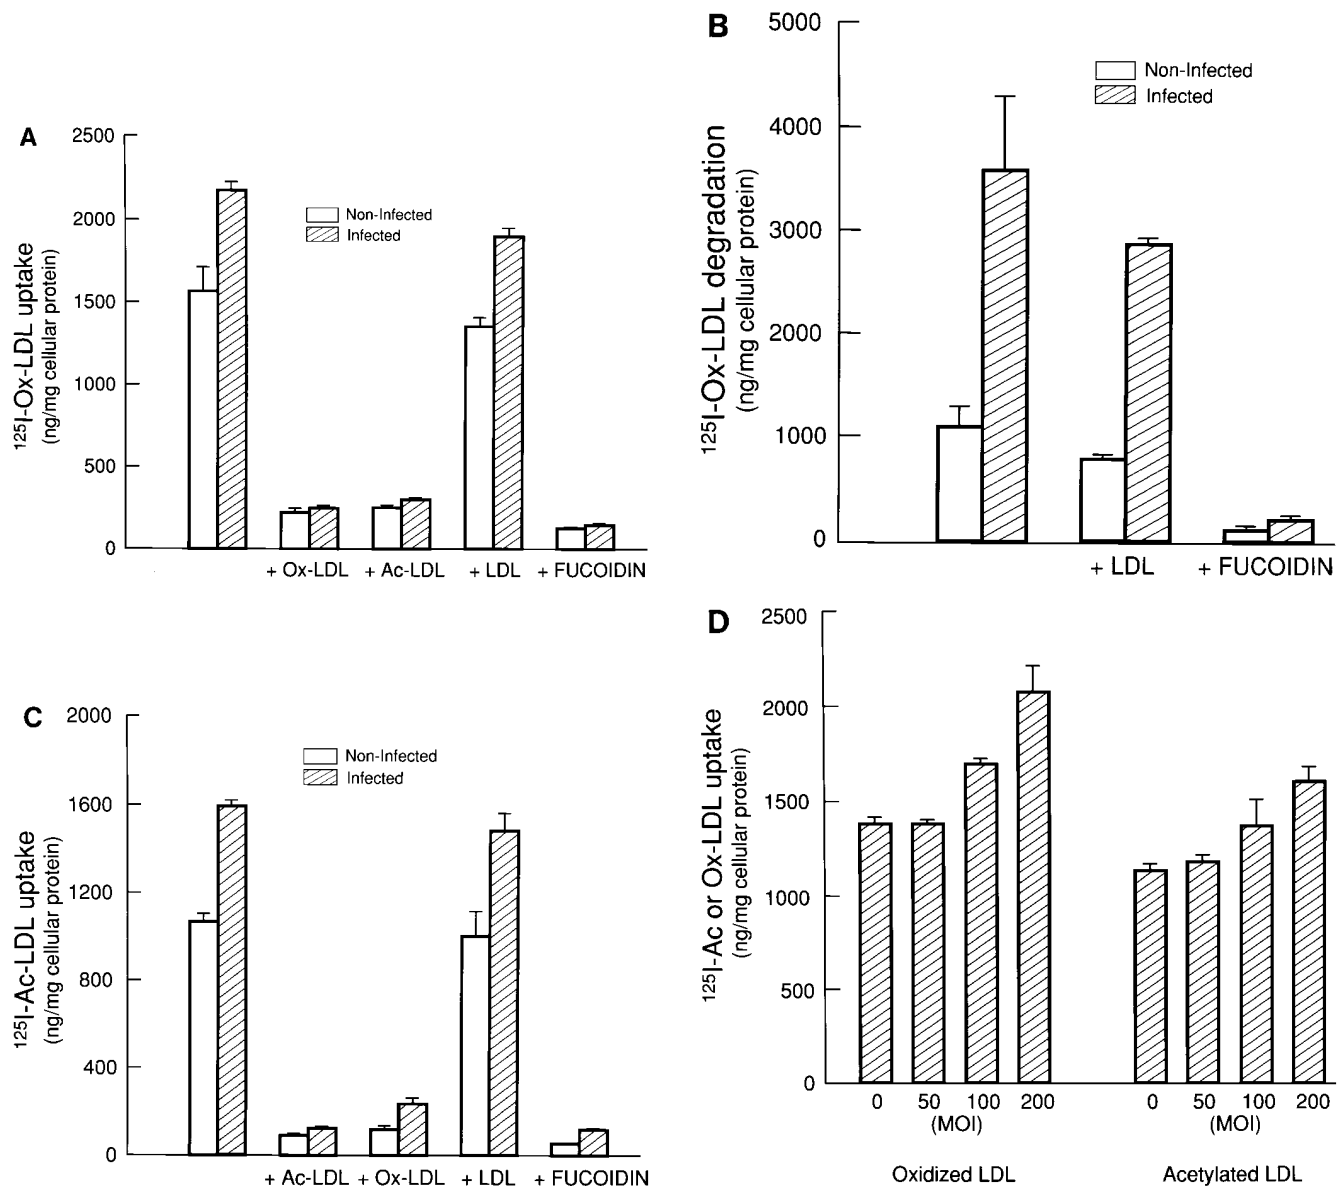 A
2500
2000
1500
1000
500
0
125I-Ox-LDL uptake
(ng/mg cellular protein)
Non-Infected
Infected
+ Ox-LDL + Ac-LDL + LDL + FUCOIDIN
B
5000
4000
3000
2000
1000
0
125I-Ox-LDL degradation
(ng/mg cellular protein)
Non-Infected
Infected
+ LDL + FUCOIDIN
C
2000
1600
1200
800
400
0
125I-Ac-LDL uptake
(ng/mg cellular protein)
Non-Infected
Infected
+ Ac-LDL + Ox-LDL + LDL + FUCOIDIN
D
2500
2000
1500
1000
500
0
125I-Ac or Ox-LDL uptake
(ng/mg cellular protein)
0 50 100 200 0 50 100 200
(MOI) (MOI)
Oxidized LDL Acetylated LDL